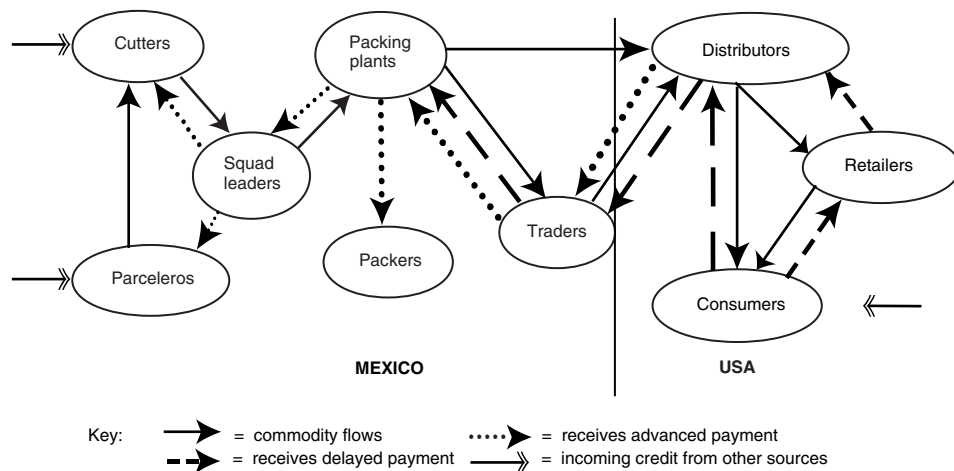 Cutters
Packing
plants
Distributors
Squad
leaders
Retailers
Traders
Packers
Parceleros
Consumers
MEXICO
USA
Key:
= commodity flows
= receives advanced payment
= receives delayed payment
= incoming credit from other sources